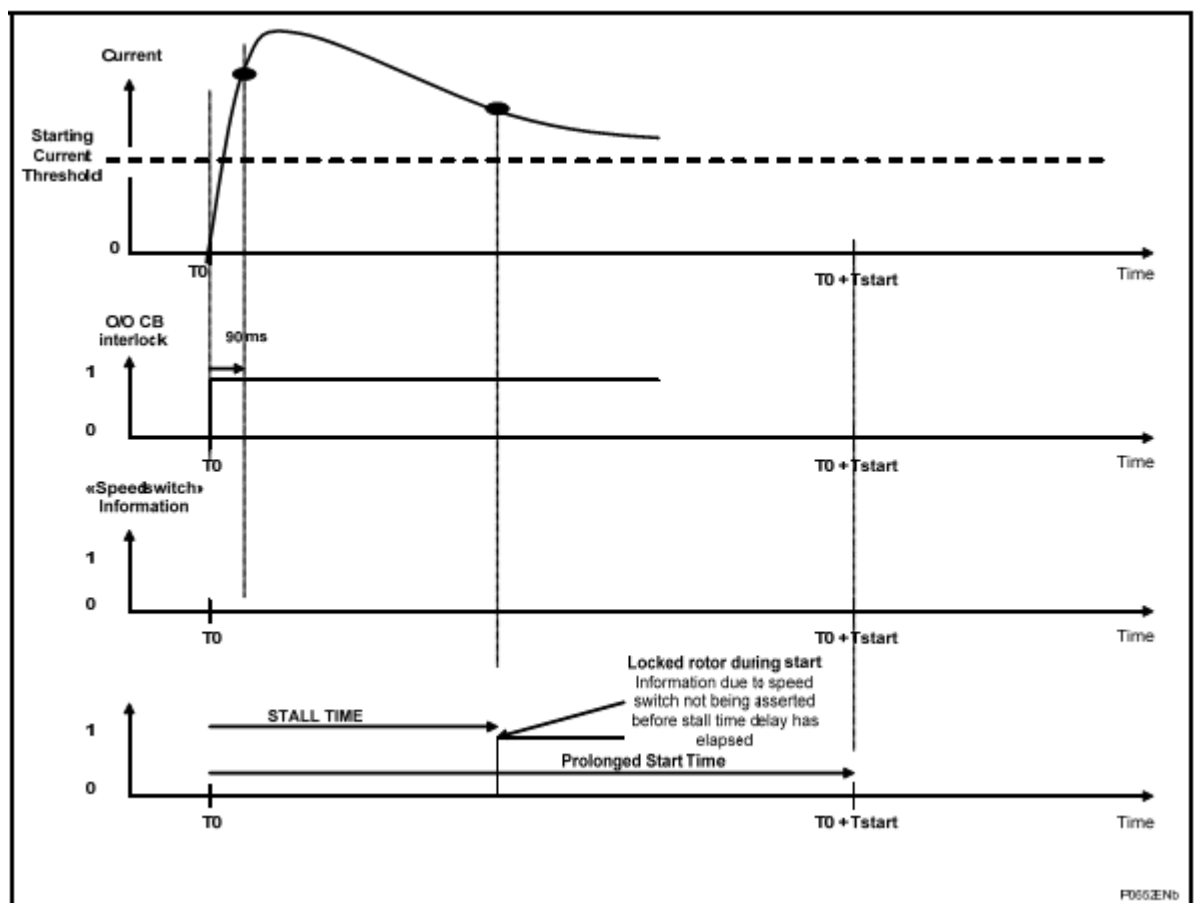 Current
Starting
Current
Threshold
0
T0
T0 + Tstart
Time
O/O CB
interlock
90 ms
1
0
T0
T0 + Tstart
Time
«Speedswitch»
Information
1
0
T0
T0 + Tstart
Time
Locked rotor during start
Information due to speed
switch not being asserted
before stall time delay has
elapsed
STALL TIME
1
Prolonged Start Time
0
T0
T0 + Tstart
Time
P0652ENb